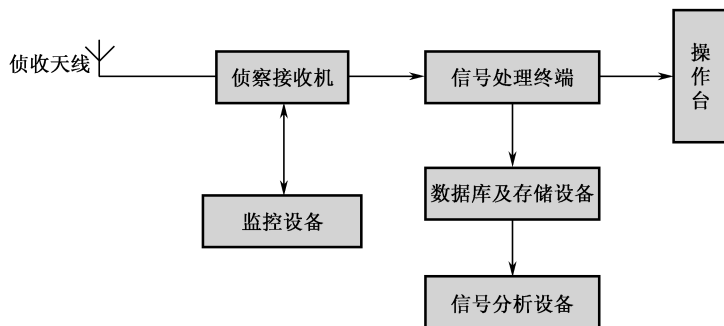 侦收天线
侦察接收机
信号处理终端
操作台
监控设备
数据库及存储设备
信号分析设备